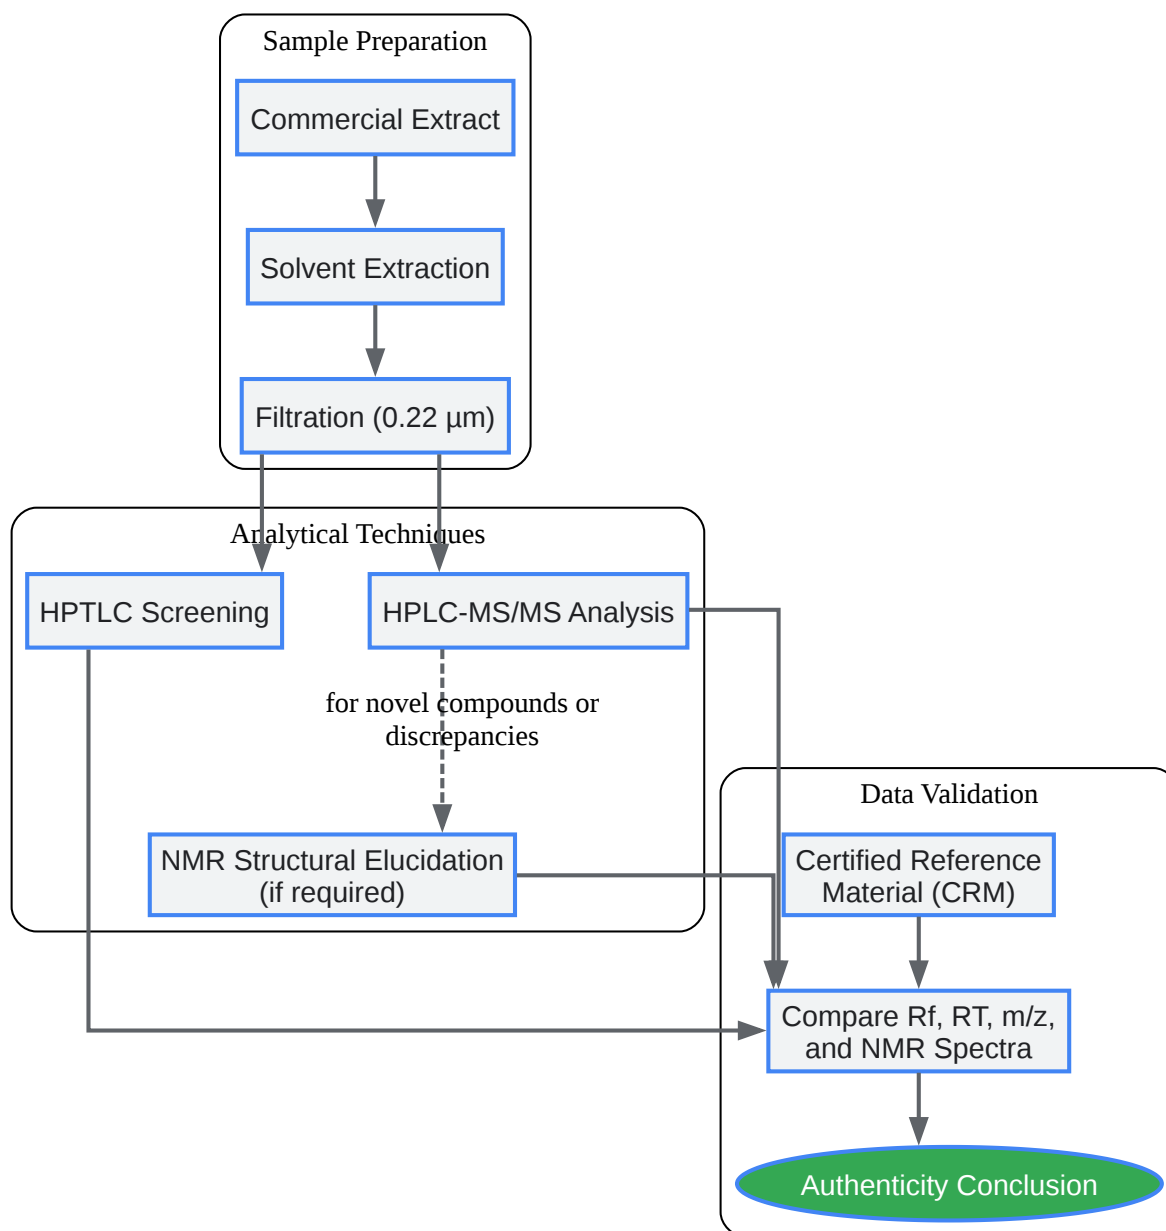 Sample Preparation
Commercial Extract
Solvent Extraction
Filtration (0.22 µm)
Analytical Techniques
HPTLC Screening
HPLC-MS/MS Analysis
for novel compounds or
discrepancies
NMR Structural Elucidation
(if required)
Data Validation
Certified Reference
Material (CRM)
Compare Rf, RT, m/z,
and NMR Spectra
Authenticity Conclusion